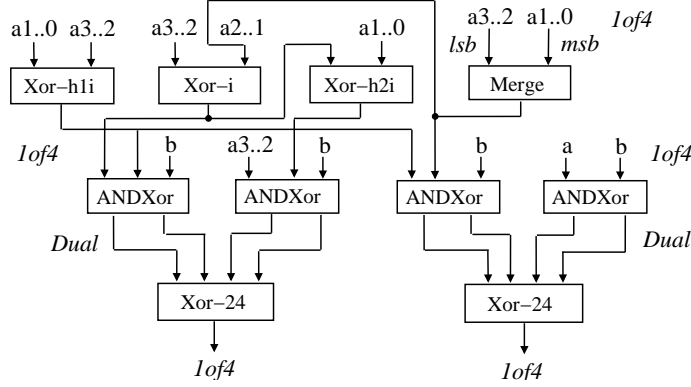 a1..0 a3..2 a3..2 a2..1 a1..0 a3..2 a1..0 1of4
lsb msb
Xor−h1i Xor−i Xor−h2i Merge
1of4 b a3..2 b b a b 1of4
ANDXor ANDXor ANDXor ANDXor
Dual Dual
Xor−24 Xor−24
1of4 1of4